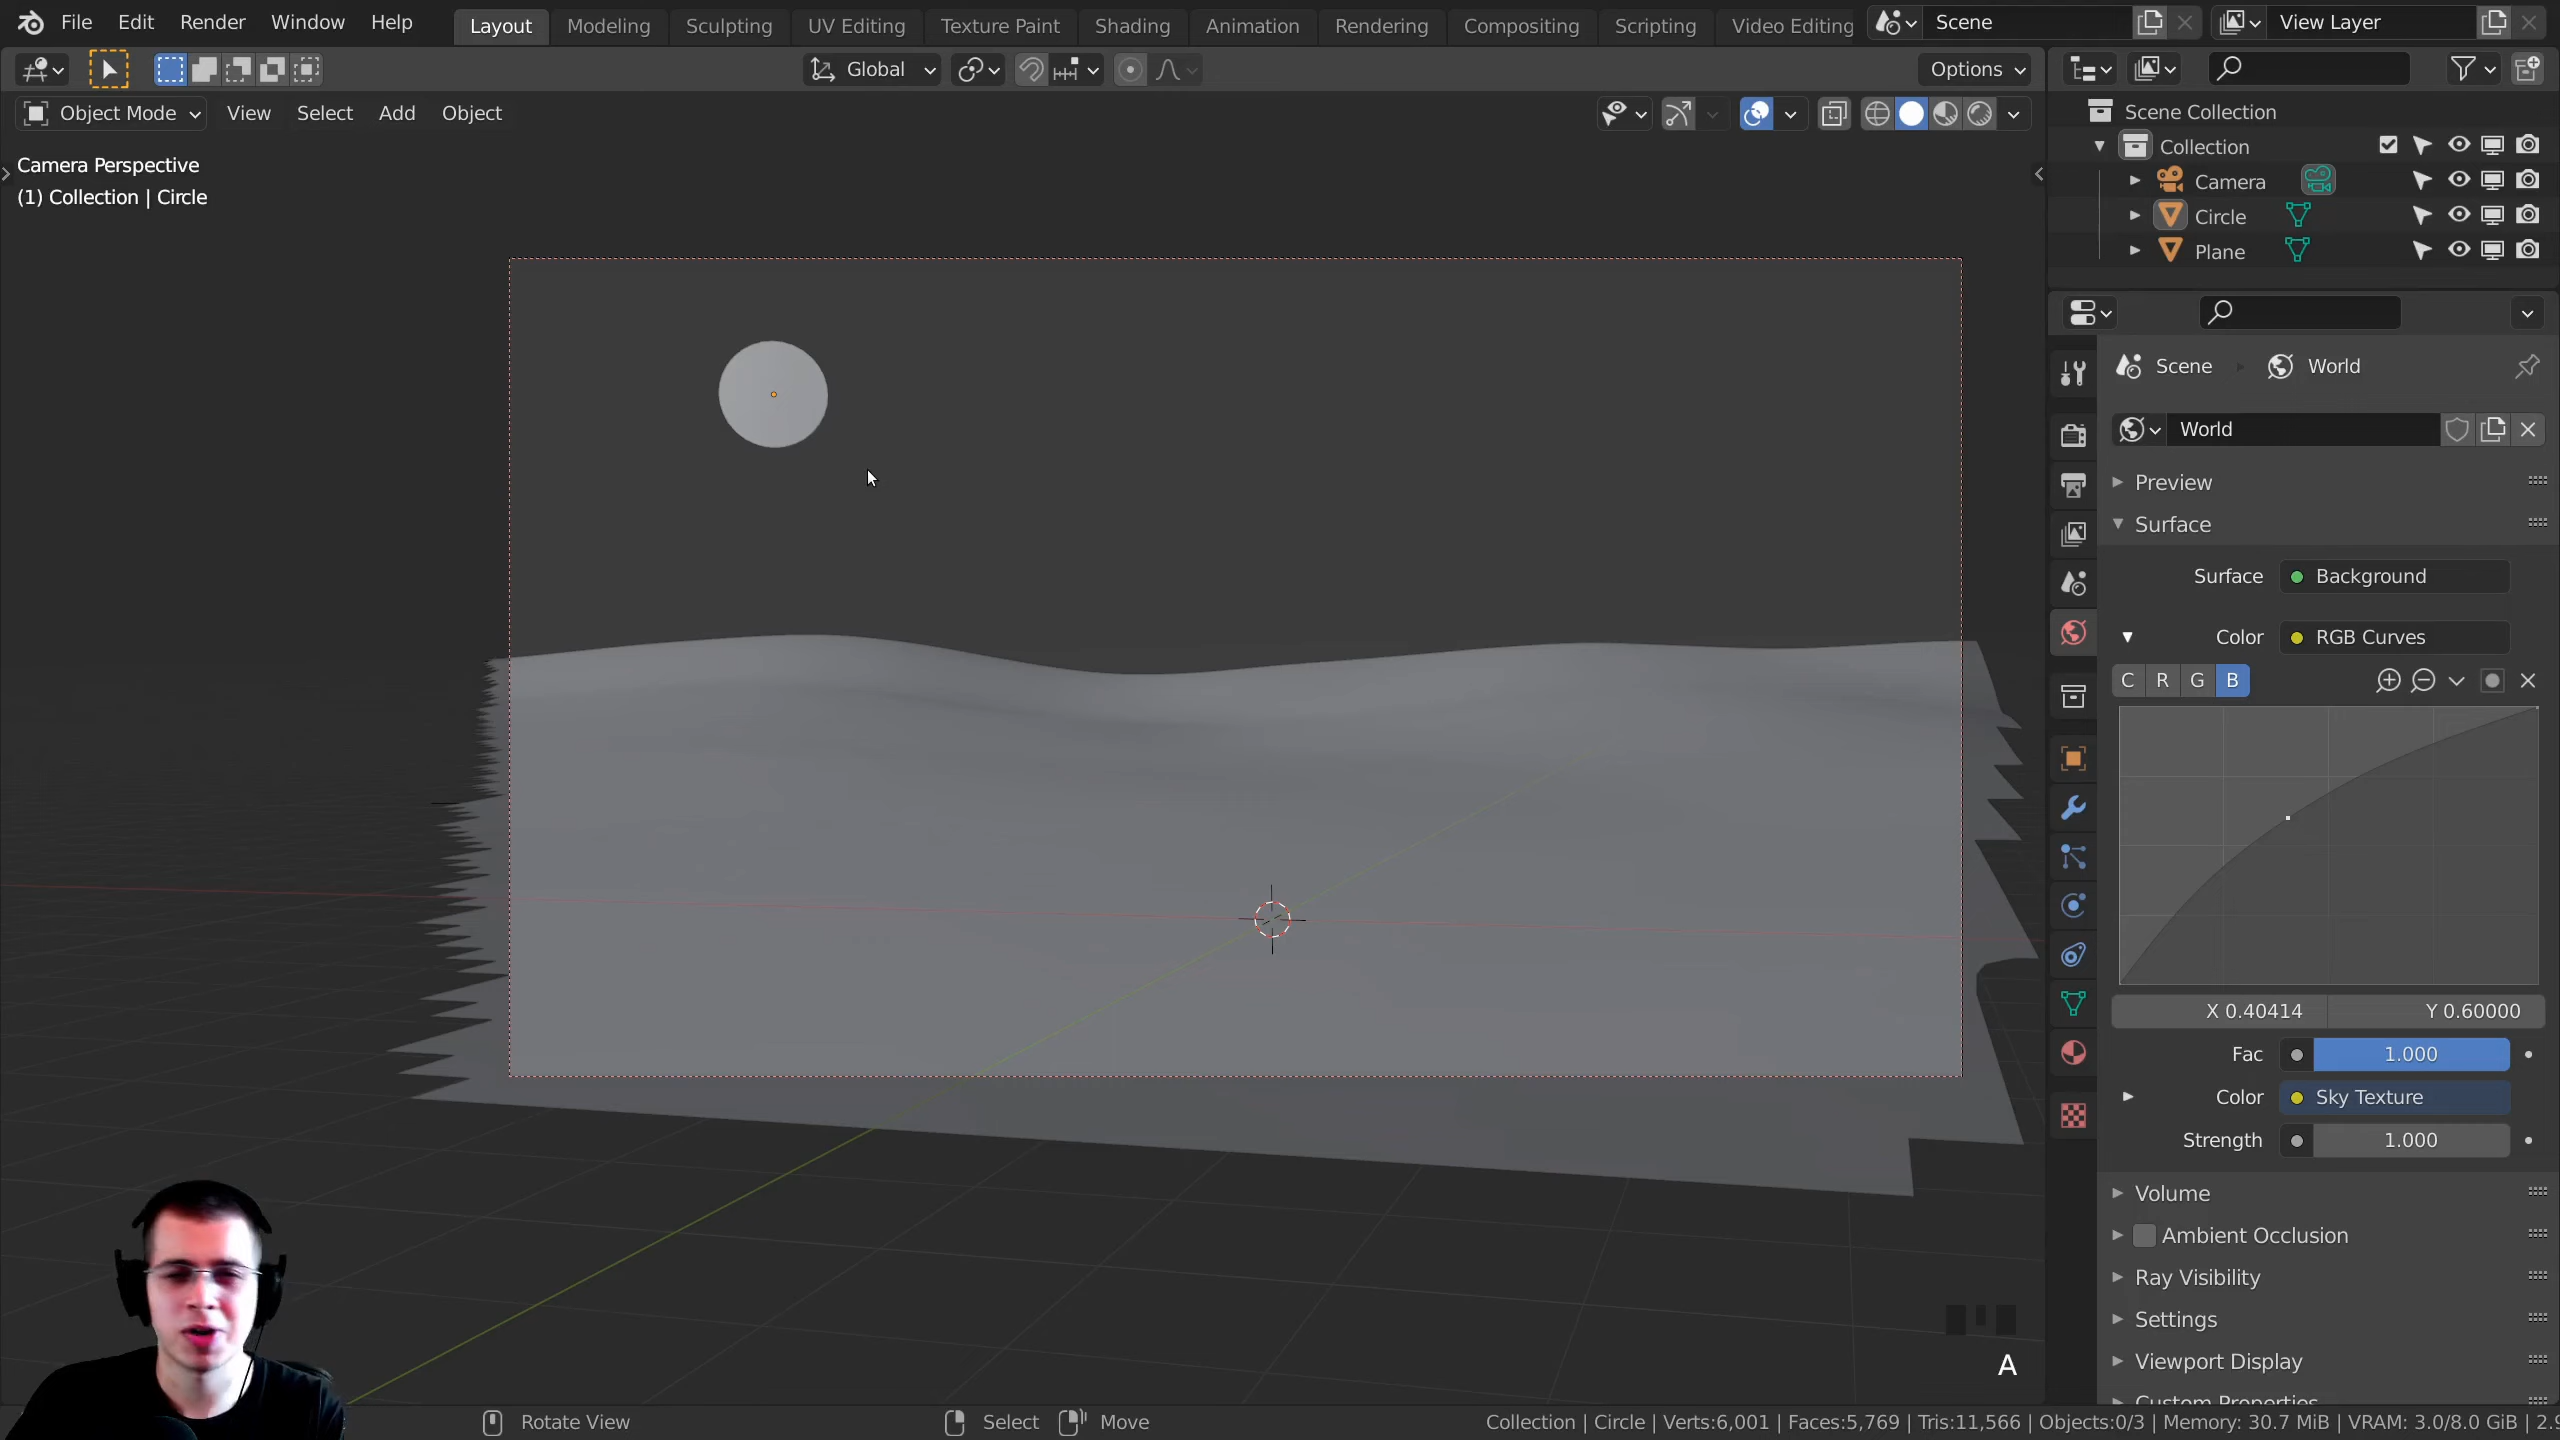 File Edit Render Window Help Layout Modeling Sculpting UV Editing Texture Paint Shading Animation Rendering Compositing Scripting Video Editing Scene View Layer
Global Options
Object Mode View Select Add Object
Camera Perspective
(1) Collection | Circle
Scene Collection
Collection
Camera
Circle
Plane
Scene World
World
Preview
Surface
Surface Background
Color RGB Curves
C R G B
X 0.40414 Y 0.60000
Fac 1.000
Color Sky Texture
Strength 1.000
Volume
Ambient Occlusion
Ray Visibility
Settings
Viewport Display
Custom Properties
A
Rotate View Select Move Collection | Circle | Verts:6,001 | Faces:5,769 | Tris:11,566 | Objects:0/3 | Memory: 30.7 MiB | VRAM: 3.0/8.0 GiB | 2.9